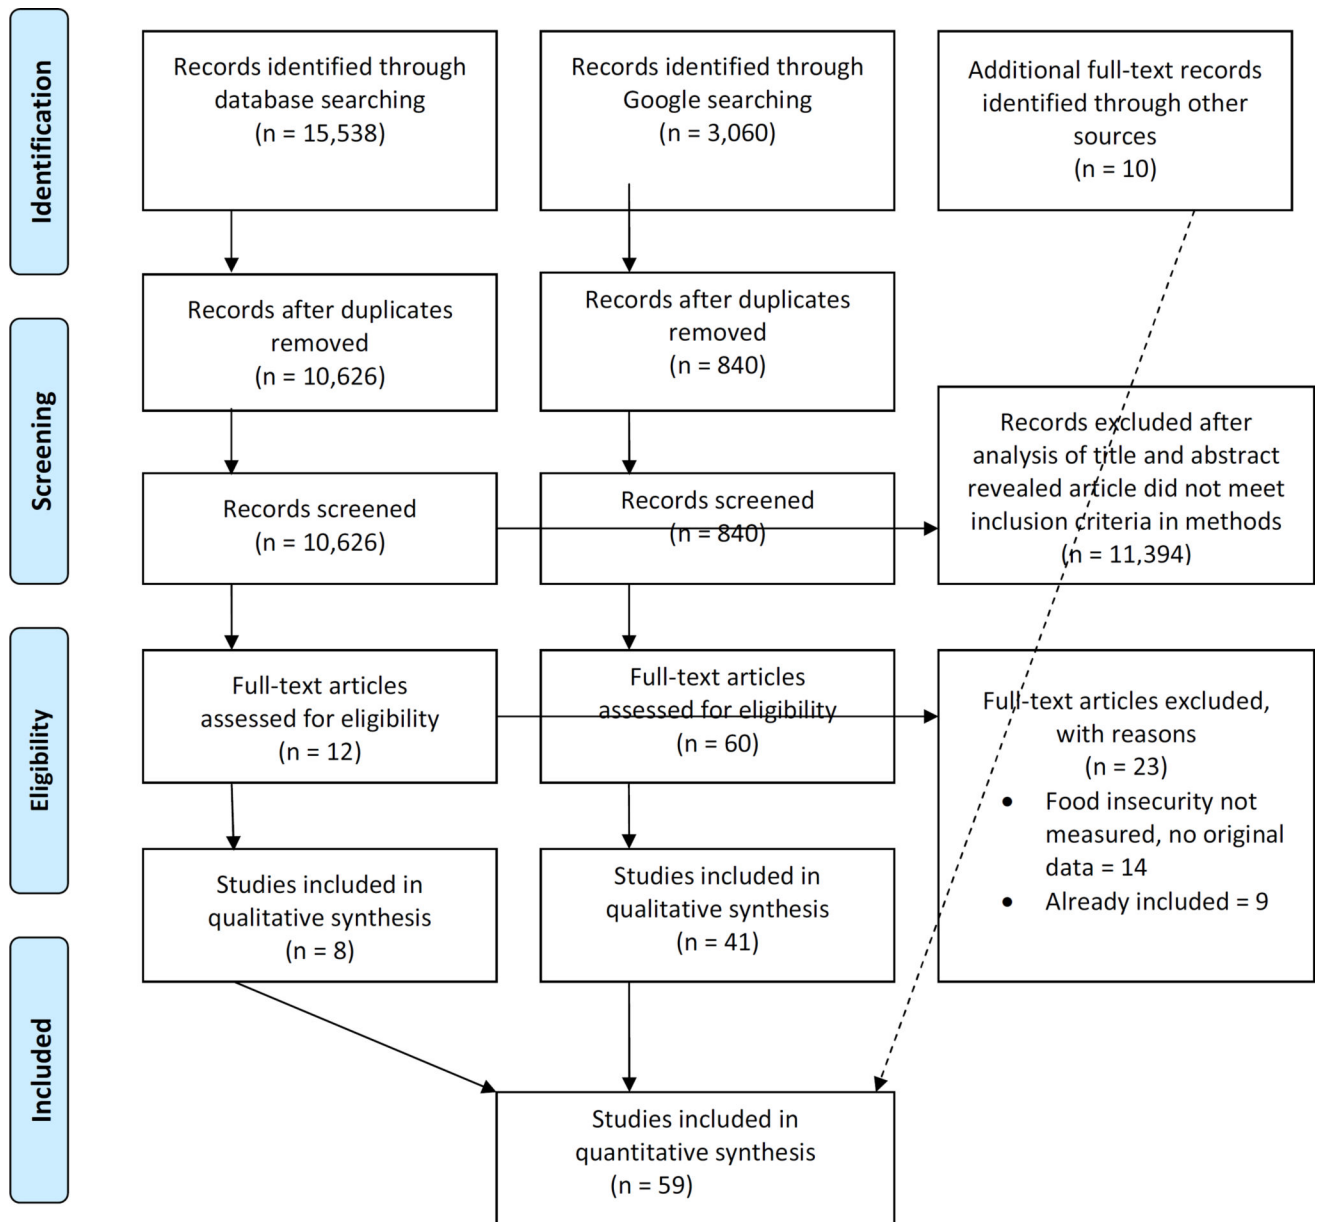 Identification
Records identified through
database searching
(n = 15,538)
Records identified through
Google searching
(n = 3,060)
Additional full-text records
identified through other
sources
(n = 10)
Screening
Records after duplicates
removed
(n = 10,626)
Records after duplicates
removed
(n = 840)
Records screened
(n = 10,626)
Records screened
(n = 840)
Records excluded after
analysis of title and abstract
revealed article did not meet
inclusion criteria in methods
(n = 11,394)
Eligibility
Full-text articles
assessed for eligibility
(n = 12)
Full-text articles
assessed for eligibility
(n = 60)
Full-text articles excluded,
with reasons
(n = 23)
• Food insecurity not
measured, no original
data = 14
• Already included = 9
Studies included in
qualitative synthesis
(n = 8)
Studies included in
qualitative synthesis
(n = 41)
Included
Studies included in
quantitative synthesis
(n = 59)